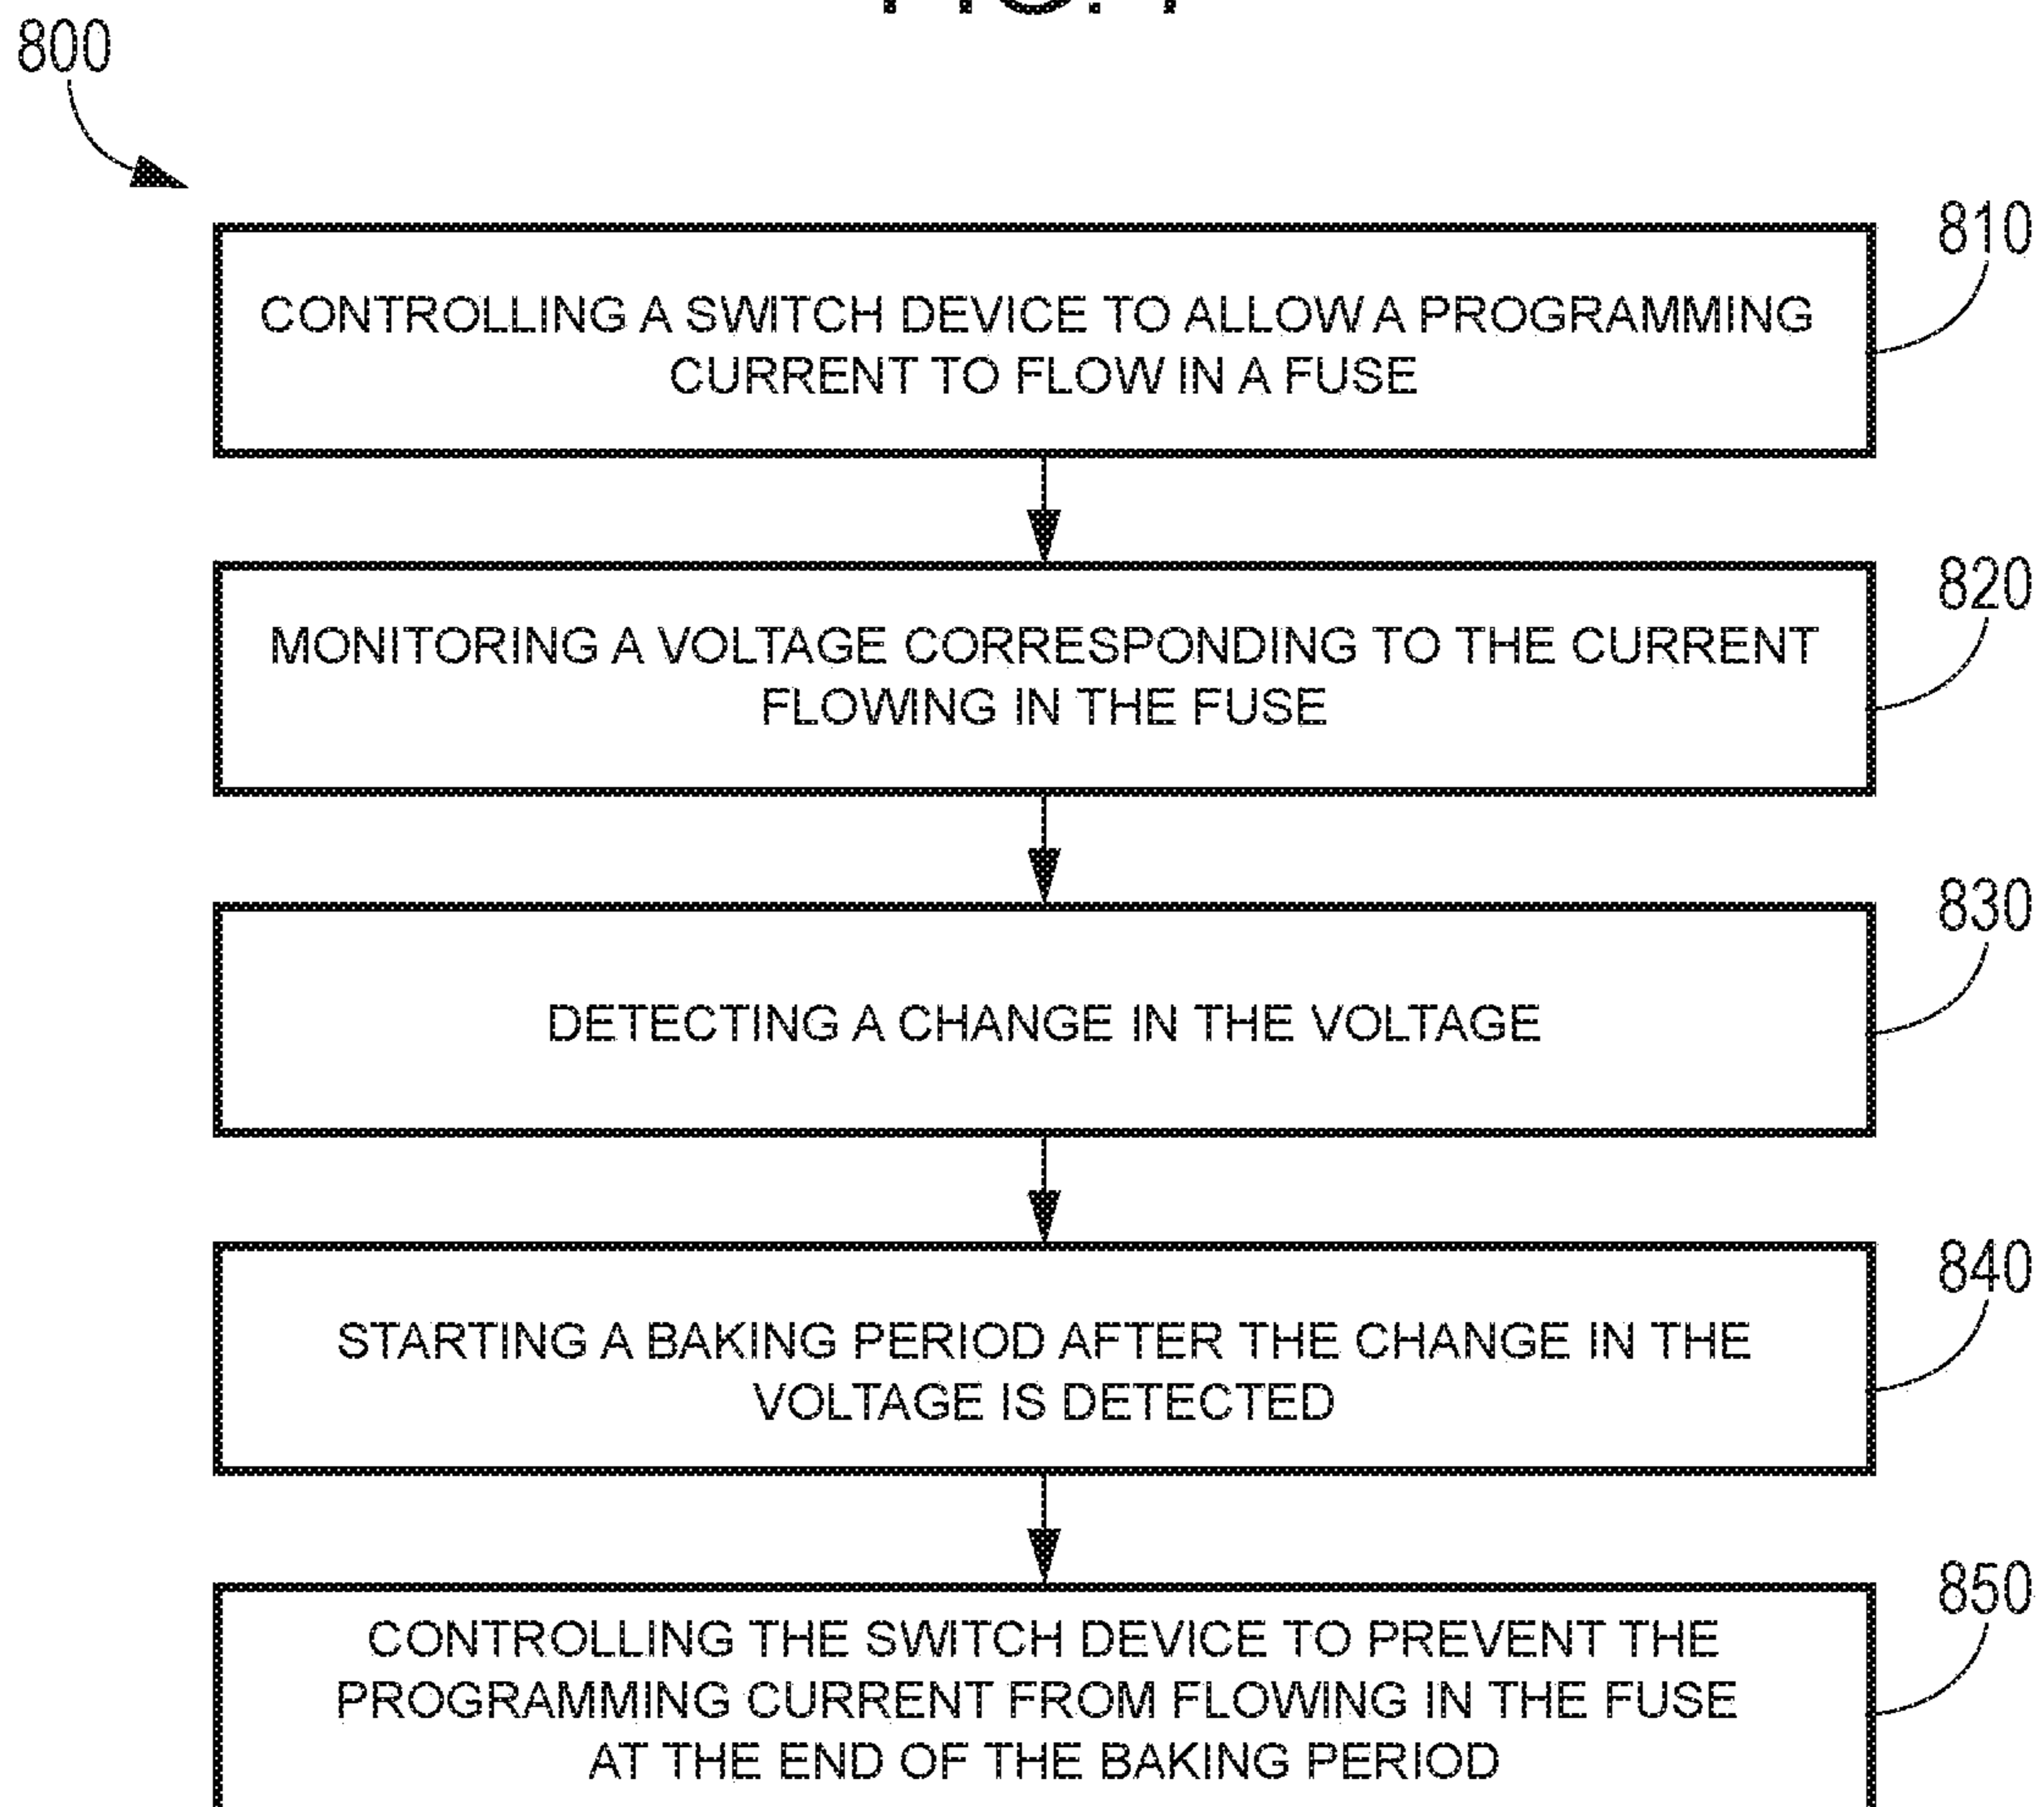 800
810
CONTROLLING A SWITCH DEVICE TO ALLOW A PROGRAMMING
CURRENT TO FLOW IN A FUSE
820
MONITORING A VOLTAGE CORRESPONDING TO THE CURRENT
FLOWING IN THE FUSE
830
DETECTING A CHANGE IN THE VOLTAGE
840
STARTING A BAKING PERIOD AFTER THE CHANGE IN THE
VOLTAGE IS DETECTED
850
CONTROLLING THE SWITCH DEVICE TO PREVENT THE
PROGRAMMING CURRENT FROM FLOWING IN THE FUSE
AT THE END OF THE BAKING PERIOD